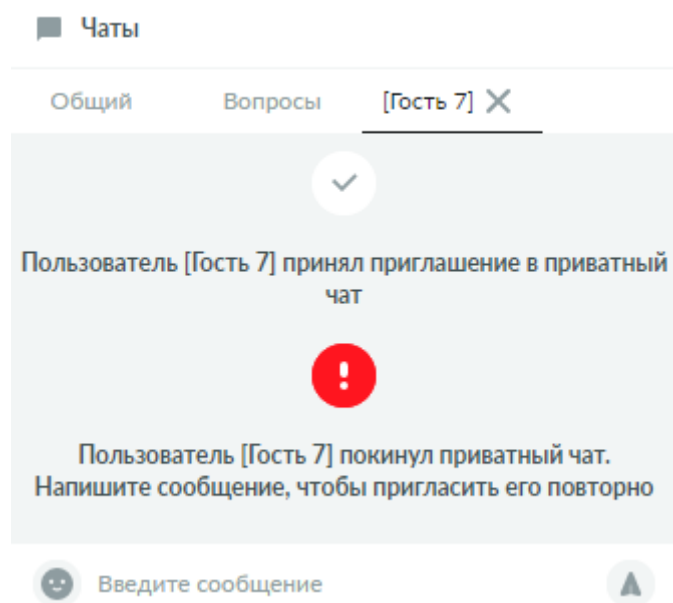 Чаты
Общий Вопросы [Гость 7]
Пользователь [Гость 7] принял приглашение в приватный
чат
Пользователь [Гость 7] покинул приватный чат.
Напишите сообщение, чтобы пригласить его повторно
Введите сообщение